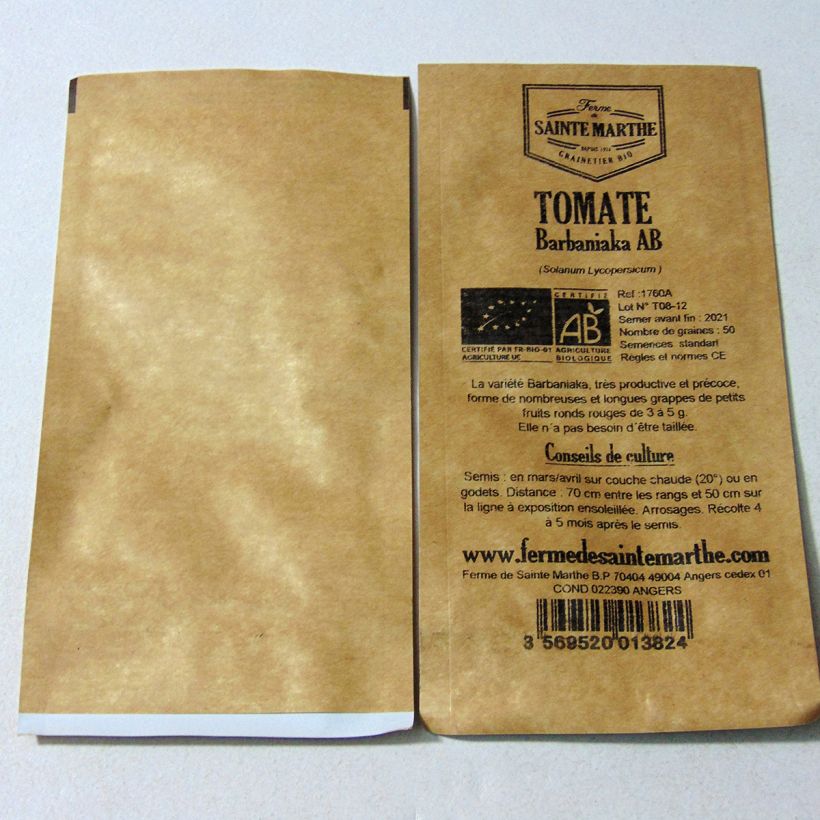 Ferme
de
SAINTE MARTHE
GRAINETIER BIO
TOMATE
Barbaniaka AB
(Solanum Lycopersicum)
CERTIFIÉ
AB
CERTIFIÉ PAR FR-BIO-01
AGRICULTURE UE
AGRICULTURE
BIOLOGIQUE
Ref :1760A
Lot N° T08-12
Semer avant fin : 2021
Nombre de graines : 50
Semences standart
Règles et normes CE
La variété Barbaniaka, très productive et précoce,
forme de nombreuses et longues grappes de petits
fruits ronds rouges de 3 à 5 g.
Elle n'a pas besoin d'être taillée.
Conseils de culture
Semis : en mars/avril sur couche chaude (20°) ou en
godets. Distance : 70 cm entre les rangs et 50 cm sur
la ligne à exposition ensoleillée. Arrosages. Récolte 4
à 5 mois après le semis.
www.fermedesaintemarthe.com
Ferme de Sainte Marthe B.P 70404 49004 Angers cedex 01
COND 022390 ANGERS
3 569520 013824